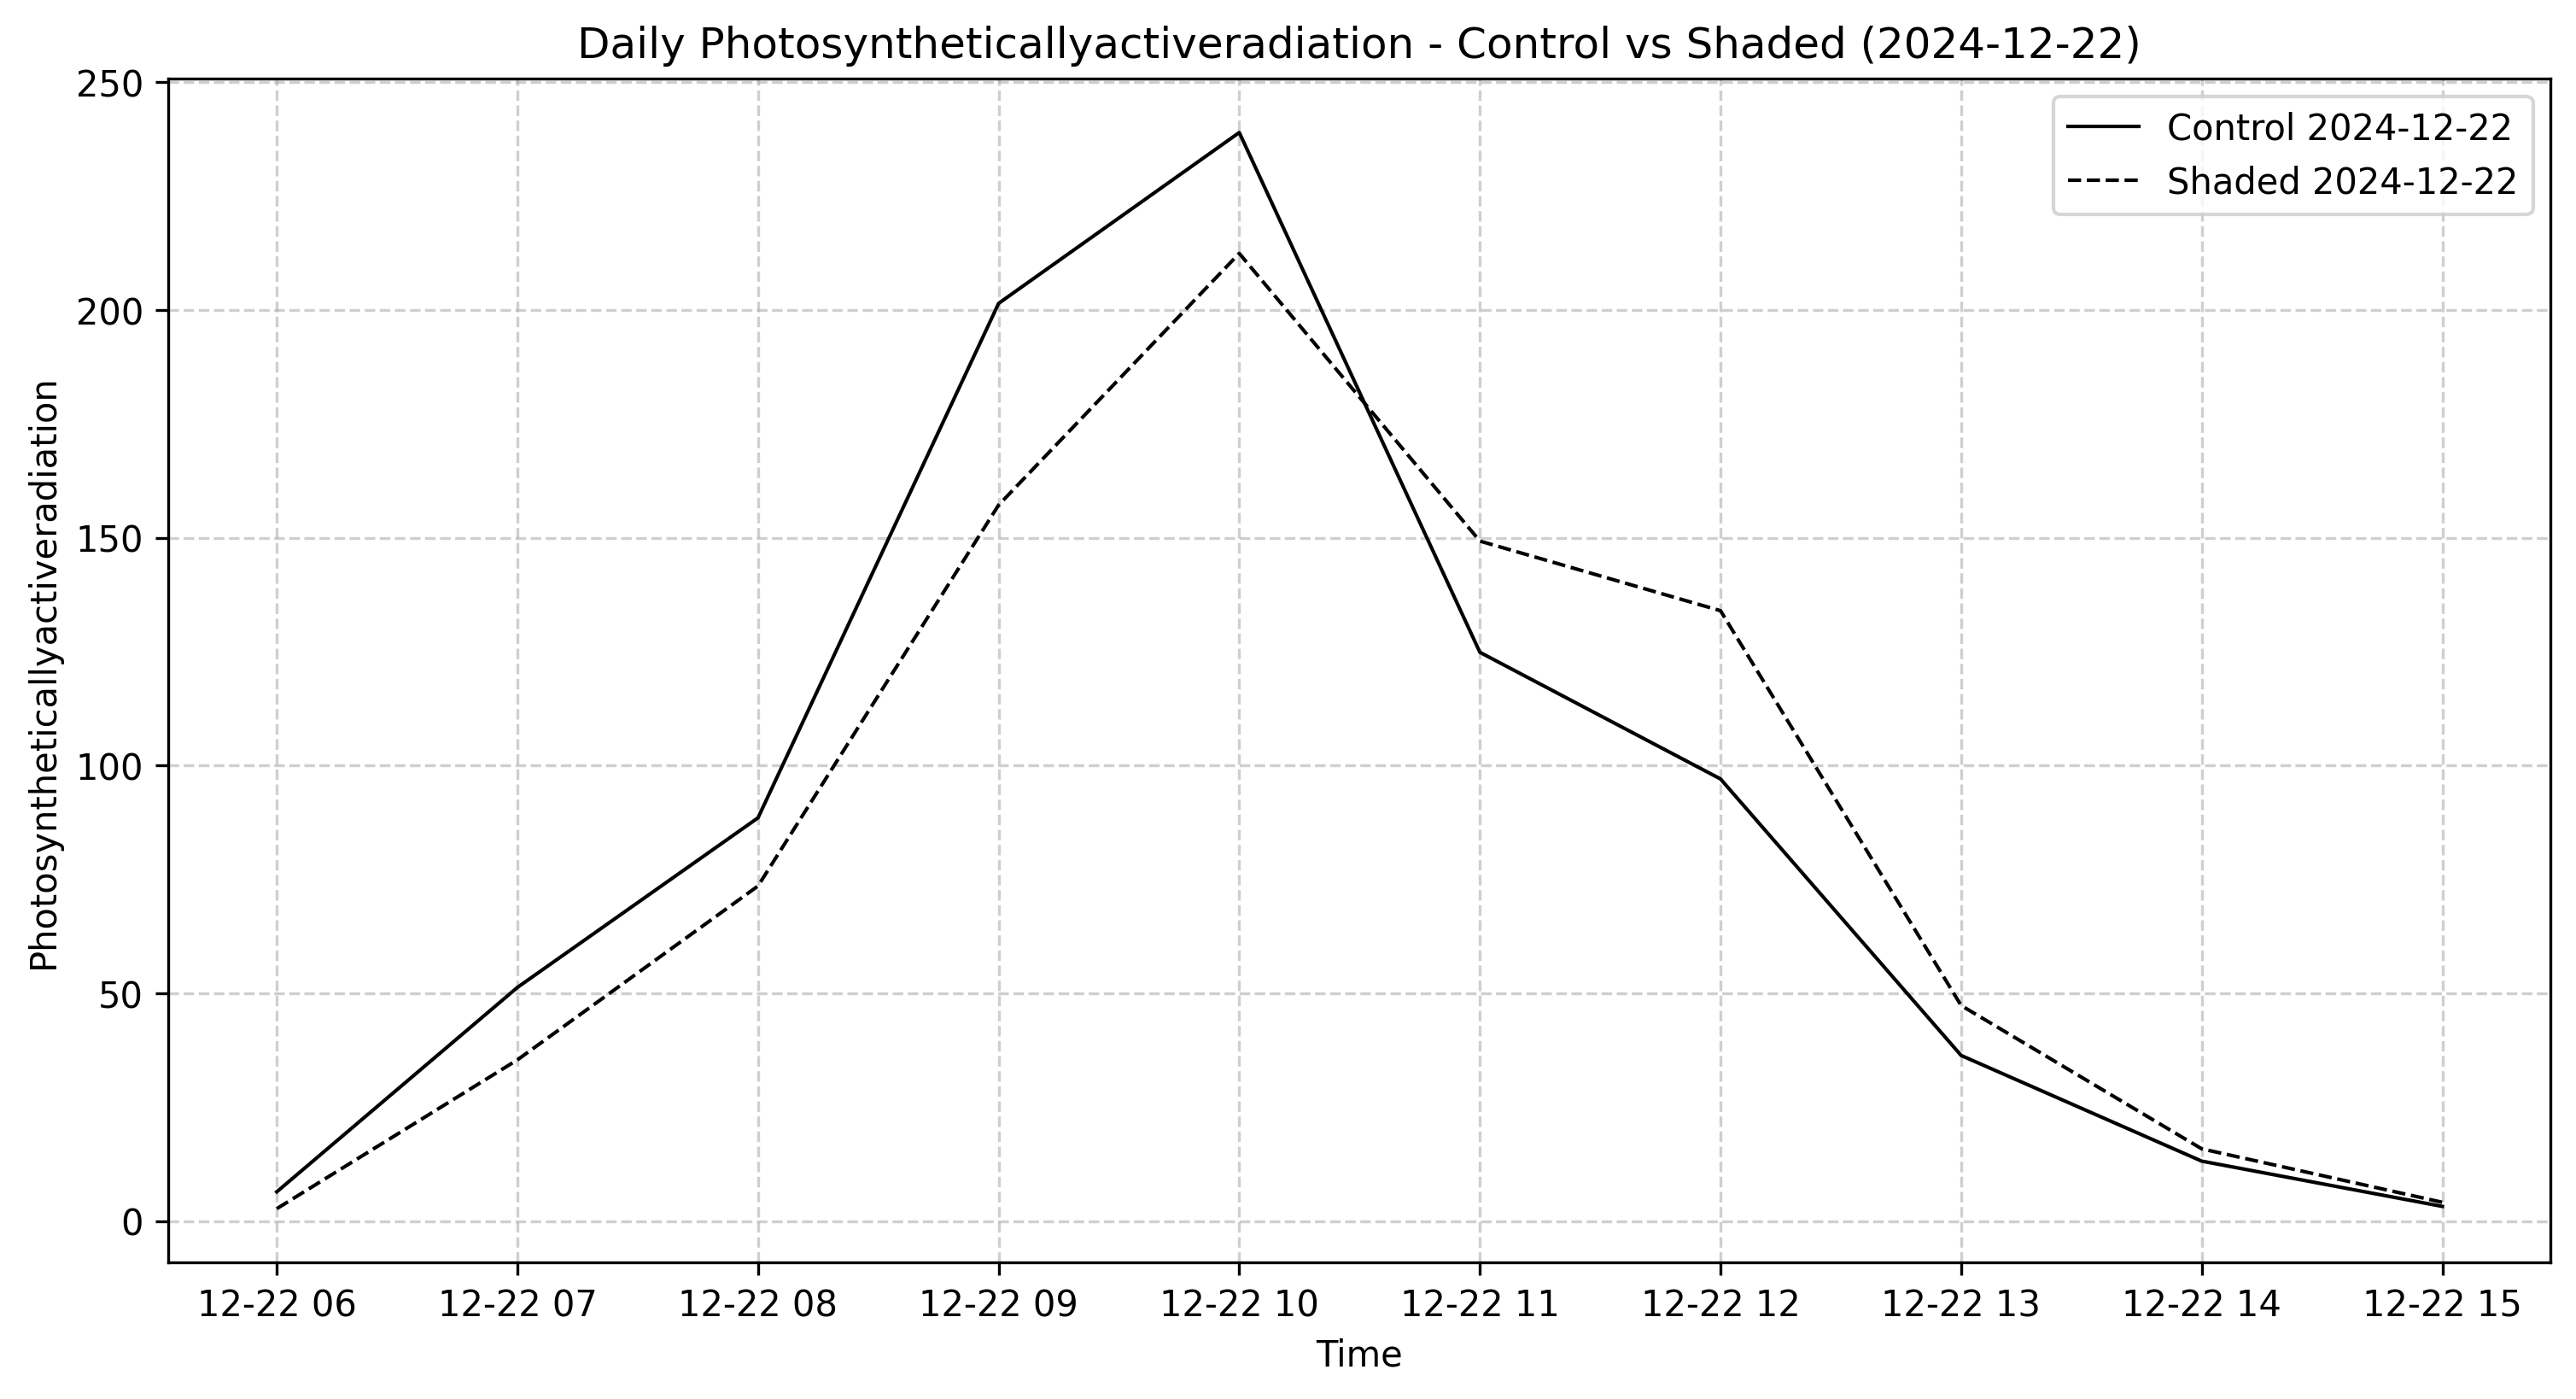 Daily Photosyntheticallyactiveradiation - Control vs Shaded (2024-12-22)
Control 2024-12-22
Shaded 2024-12-22
Photosyntheticallyactiveradiation
250
200
150
100
50
0
12-22 06 12-22 07 12-22 08 12-22 09 12-22 10 12-22 11 12-22 12 12-22 13 12-22 14 12-22 15
Time